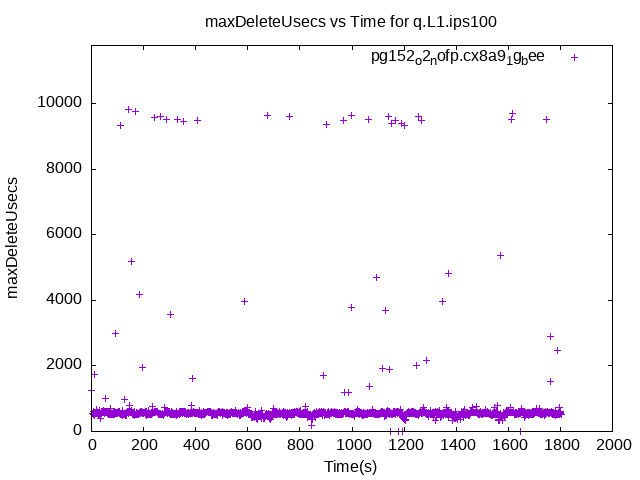 maxDeleteUsecs vs Time for q.L1.ips100
pg152o2nofp.cx8a91gbee
10000
8000
6000
4000
2000
0
maxDeleteUsecs
0 200 400 600 800 1000 1200 1400 1600 1800 2000
Time(s)